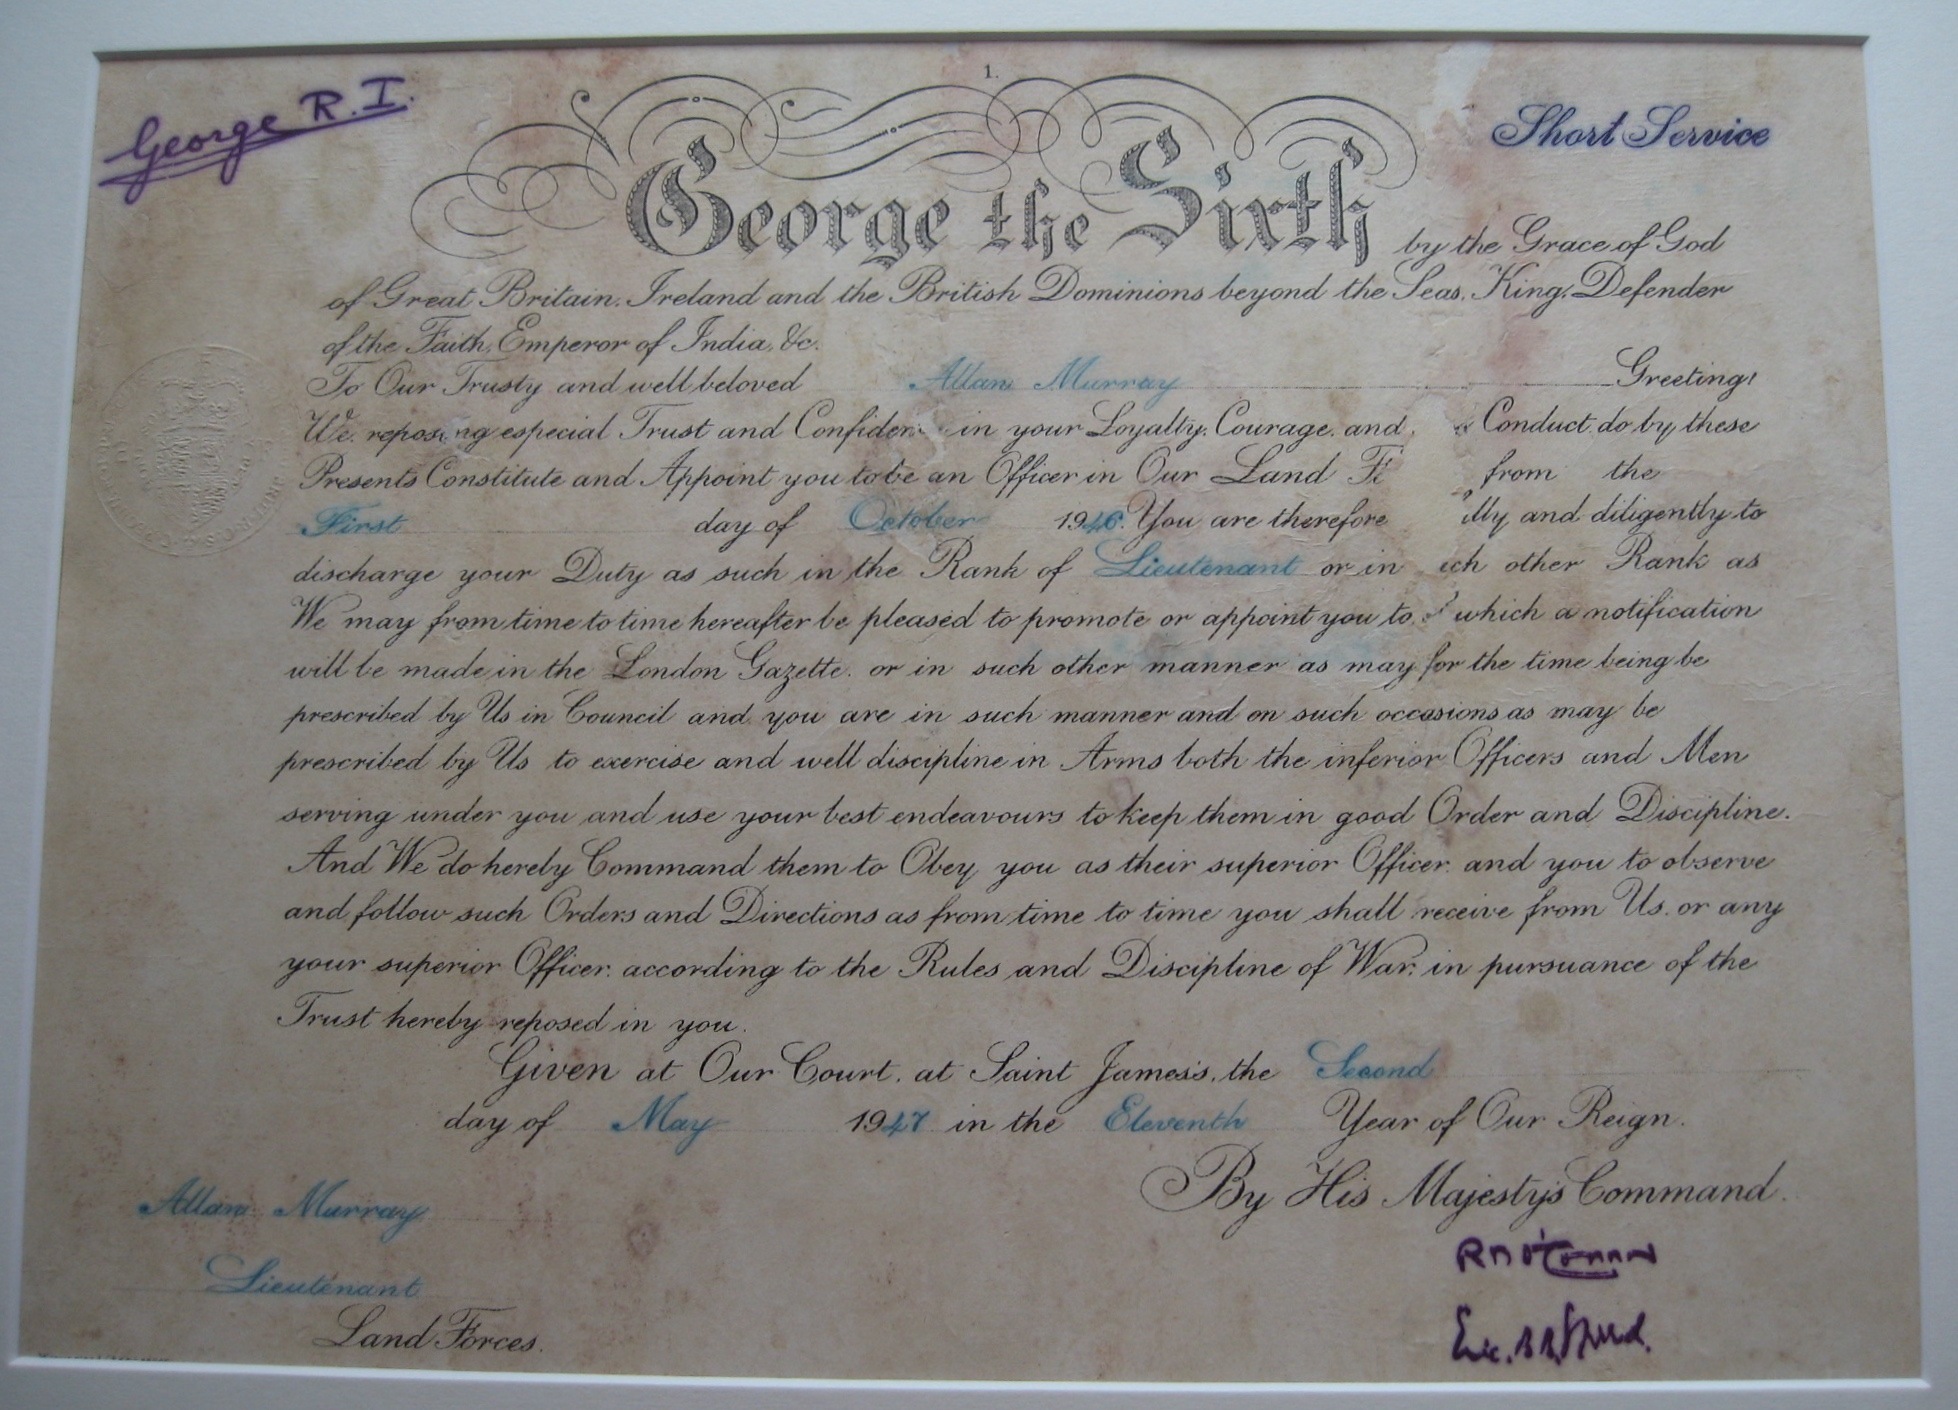 1.
George R.I.
Short Service
George the Sixth by the Grace of God
of Great Britain, Ireland and the British Dominions beyond the Seas, King, Defender
of the Faith, Emperor of India, &c.
To Our Trusty and well beloved Allan Murray Greeting!
We, reposing especial Trust and Confiden in your Loyalty, Courage, and Conduct, do by these
Presents Constitute and Appoint you to be an Officer in Our Land from the
First day of October 1946. You are therefore and diligently to
discharge your Duty as such in the Rank of Lieutenant or in other Rank as
We may from time to time hereafter be pleased to promote or appoint you to, which a notification
will be made in the London Gazette, or in such other manner as may for the time being be
prescribed by Us in Council and you are in such manner and on such occasions as may be
prescribed by Us to exercise and well discipline in Arms both the inferior Officers and Men
serving under you and use your best endeavours to keep them in good Order and Discipline.
And We do hereby Command them to Obey you as their superior Officer, and you to observe
and follow such Orders and Directions as from time to time you shall receive from Us, or any
your superior Officer, according to the Rules and Discipline of War, in pursuance of the
Trust hereby reposed in you.
Given at Our Court, at Saint James's, the Second
day of May 1947 in the Eleventh Year of Our Reign.
By His Majesty's Command.
Allan Murray
Lieutenant
Land Forces.
R N O'Connor
Eric. B B Speed.